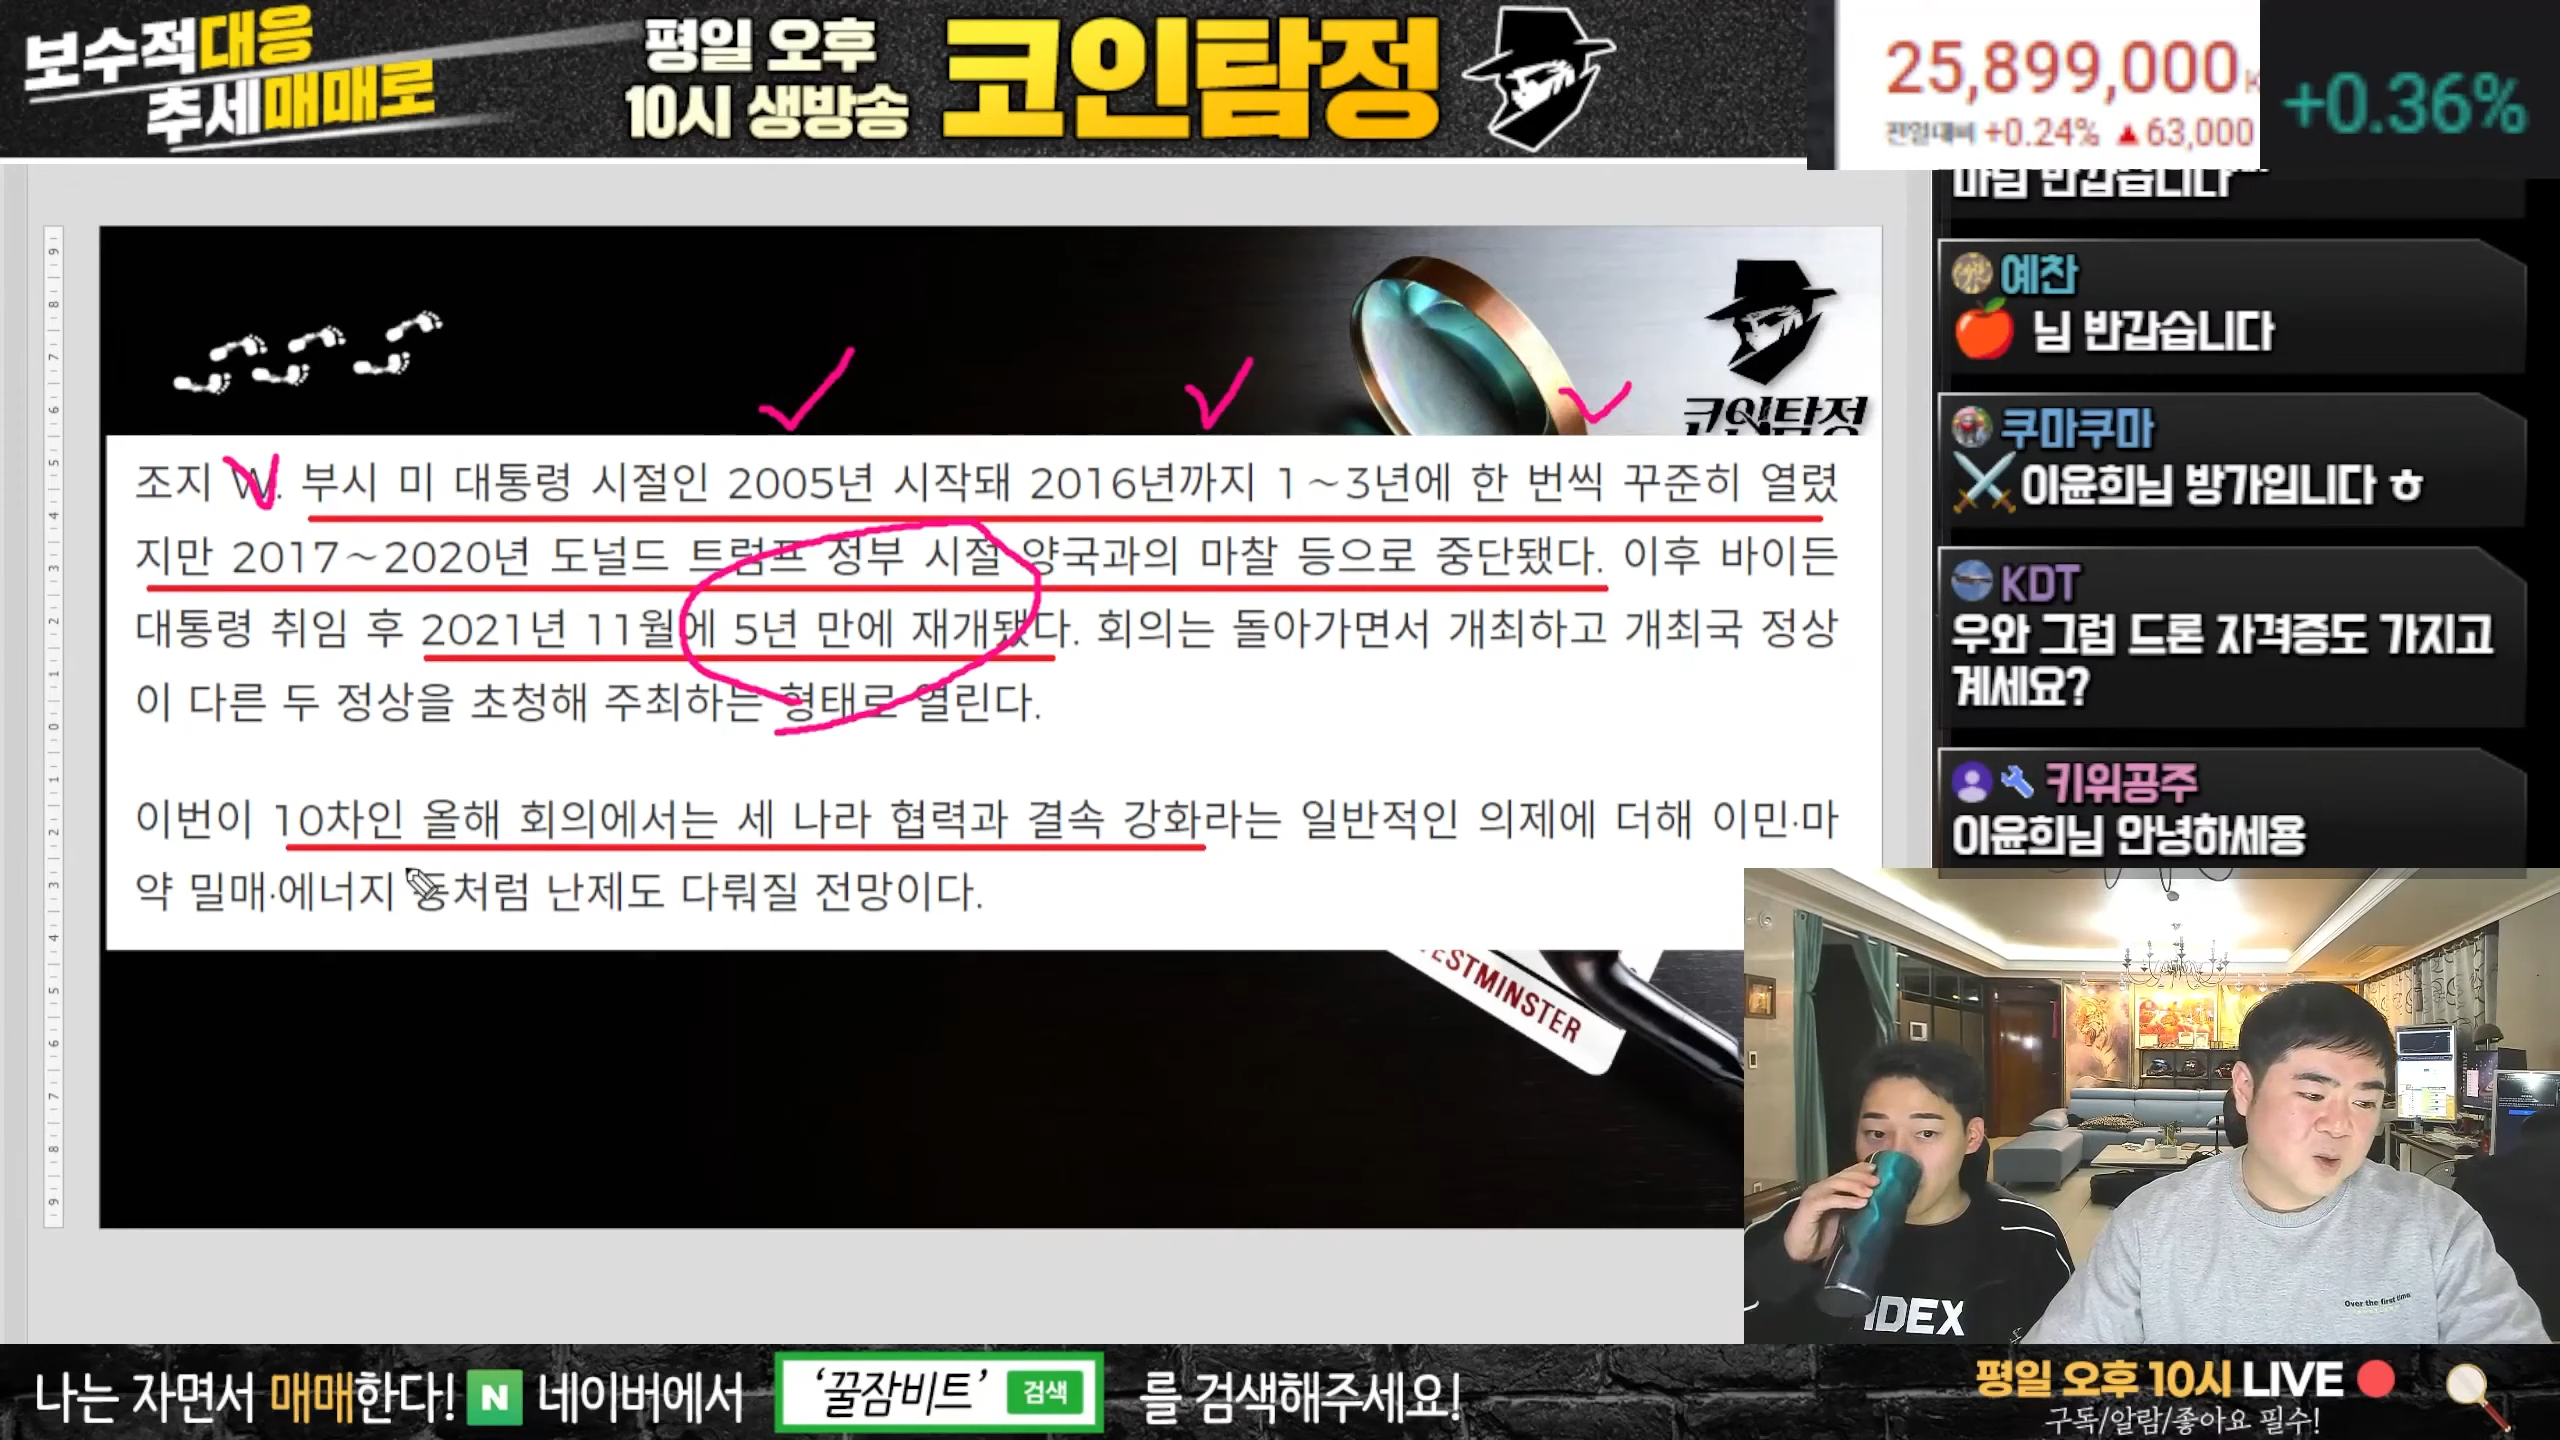 보수적대응
추세매매로
평일 오후
10시 생방송
코인탐정
25,899,000
전일대비 +0.24% ▲63,000
+0.36%
마님 반갑습니다
예찬
🍎 님 반갑습니다
쿠마쿠마
⚔️이윤희님 방가입니다 ㅎ
KDT
우와 그럼 드론 자격증도 가지고
계세요?
키위공주
이윤희님 안녕하세용
코인탐정
조지 W. 부시 미 대통령 시절인 2005년 시작돼 2016년까지 1～3년에 한 번씩 꾸준히 열렸
지만 2017～2020년 도널드 트럼프 정부 시절 양국과의 마찰 등으로 중단됐다. 이후 바이든
대통령 취임 후 2021년 11월에 5년 만에 재개됐다. 회의는 돌아가면서 개최하고 개최국 정상
이 다른 두 정상을 초청해 주최하는 형태로 열린다.
이번이 10차인 올해 회의에서는 세 나라 협력과 결속 강화라는 일반적인 의제에 더해 이민·마
약 밀매·에너지 등처럼 난제도 다뤄질 전망이다.
ESTMINSTER
IDEX
Over the first time
나는 자면서 매매한다! N 네이버에서 '꿀잠비트' 검색 를 검색해주세요!
평일 오후 10시 LIVE
구독/알람/좋아요 필수!